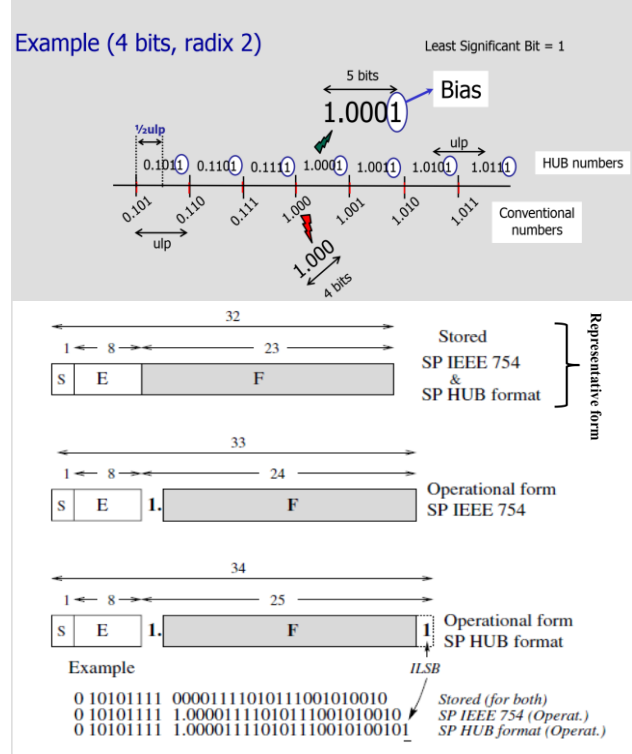 Example (4 bits, radix 2)
Least Significant Bit = 1
5 bits
Bias
1.0001
½ulp
ulp
0.1011 0.1101 0.1111 1.0001 1.0011 1.0101 1.0111
HUB numbers
0.101 0.110 0.111 1.000 1.001 1.010 1.011
Conventional
numbers
ulp
1.000
4 bits
32
1 8 23
S E F
Stored
SP IEEE 754
&
SP HUB format
Representative form
33
1 8 24
S E 1. F
Operational form
SP IEEE 754
34
1 8 25
S E 1. F 1
Operational form
SP HUB format
Example
ILSB
0 10101111 00001111010111001010010 Stored (for both)
0 10101111 1.00001111010111001010010 SP IEEE 754 (Operat.)
0 10101111 1.000011110101110010100101 SP HUB format (Operat.)